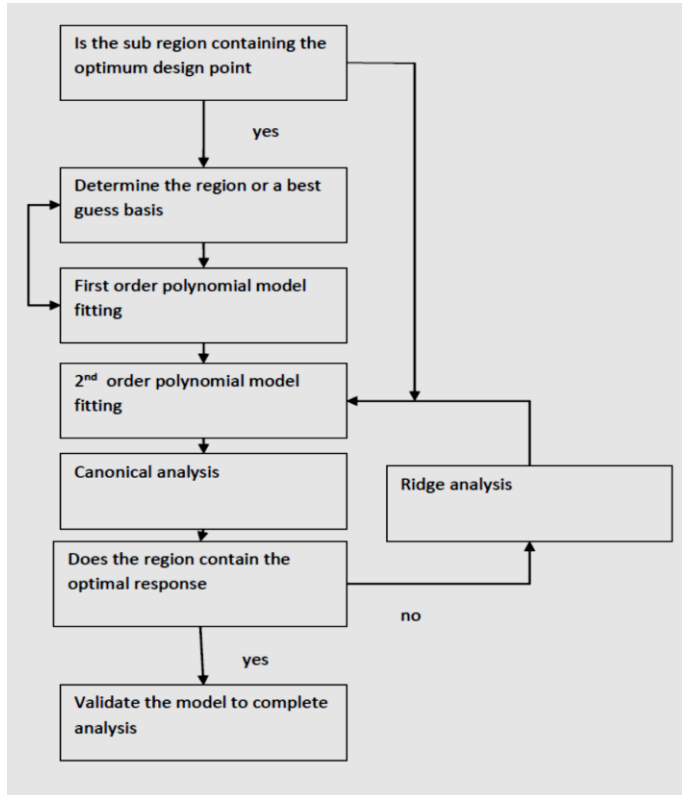 Is the sub region containing the
optimum design point
yes
Determine the region or a best
guess basis
First order polynomial model
fitting
2nd order polynomial model
fitting
Canonical analysis
Ridge analysis
Does the region contain the
optimal response
no
yes
Validate the model to complete
analysis